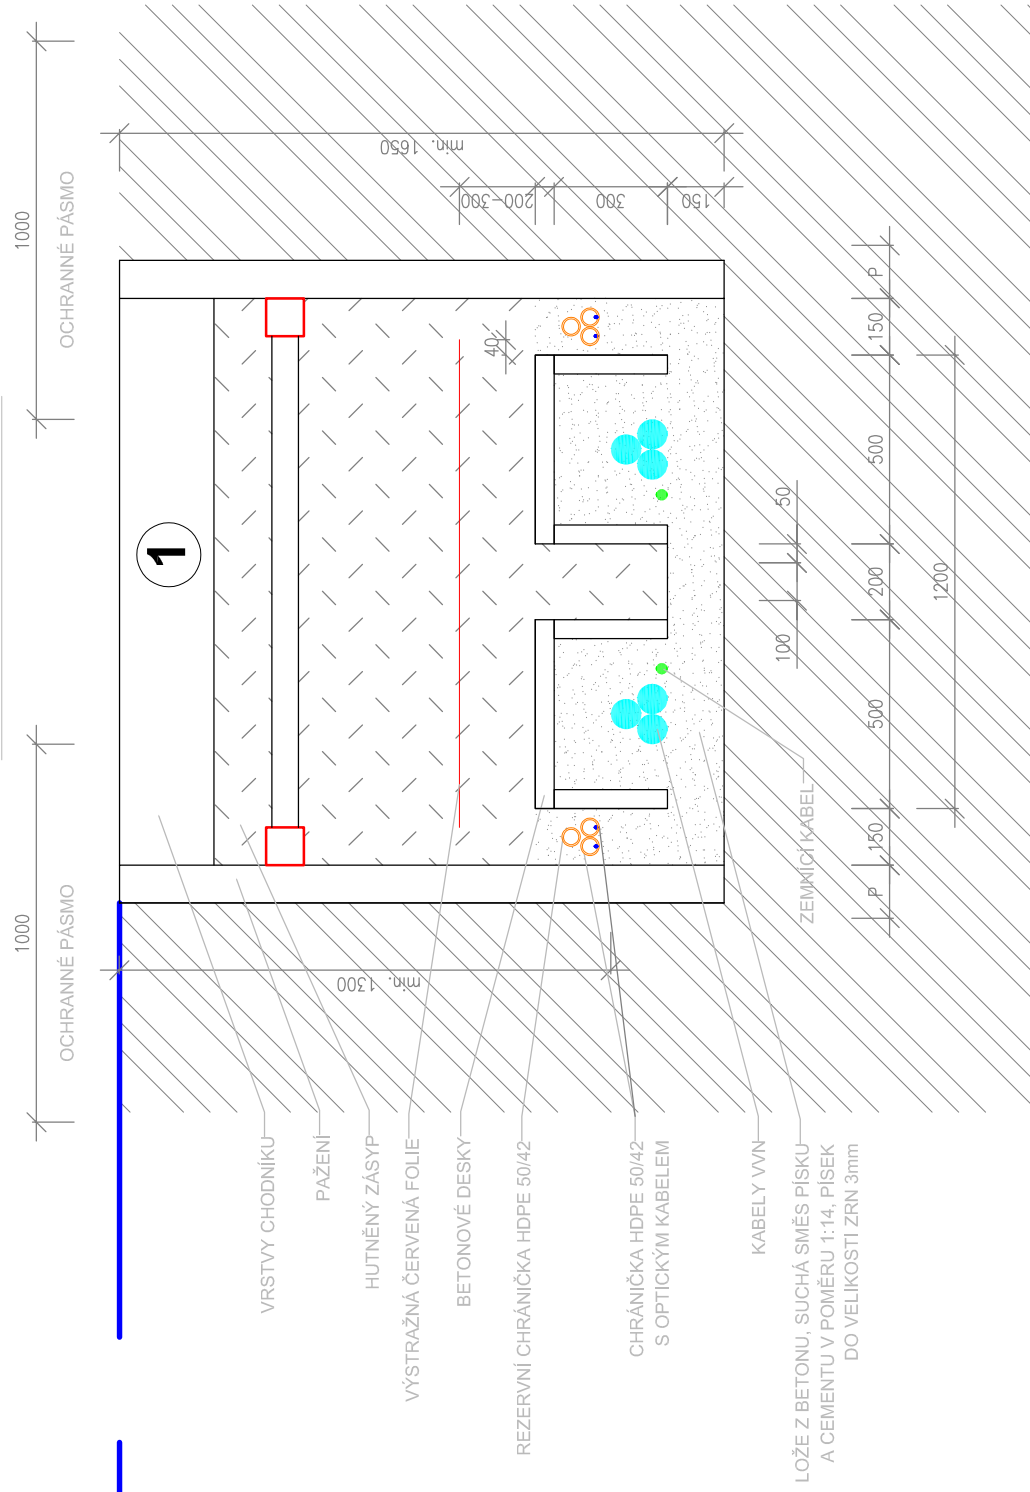 1000
OCHRANNÉ PÁSMO
1000
OCHRANNÉ PÁSMO
1
min. 1650
200-300
300
150
40
min. 1300
50
100
P
150
500
200
500
150
P
1200
VRSTVY CHODNÍKU
PAŽENÍ
HUTNĚNÝ ZÁSYP
VÝSTRAŽNÁ ČERVENÁ FOLIE
BETONOVÉ DESKY
REZERVNÍ CHRÁNIČKA HDPE 50/42
CHRÁNIČKA HDPE 50/42
S OPTICKÝM KABELEM
KABELY VVN
ZEMNÍCÍ KABEL
LOŽE Z BETONU, SUCHÁ SMĚS PÍSKU
A CEMENTU V POMĚRU 1:14, PÍSEK
DO VELIKOSTI ZRN 3mm